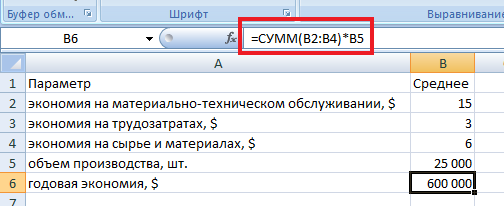 Буфер обм...
Шрифт
Выравнивание
B6
fx
=СУММ(B2:B4)*B5
A
B
1 Параметр Среднее
2 экономия на материально-техническом обслуживании, $ 15
3 экономия на трудозатратах, $ 3
4 экономия на сырье и материалах, $ 6
5 объем производства, шт. 25 000
6 годовая экономия, $ 600 000